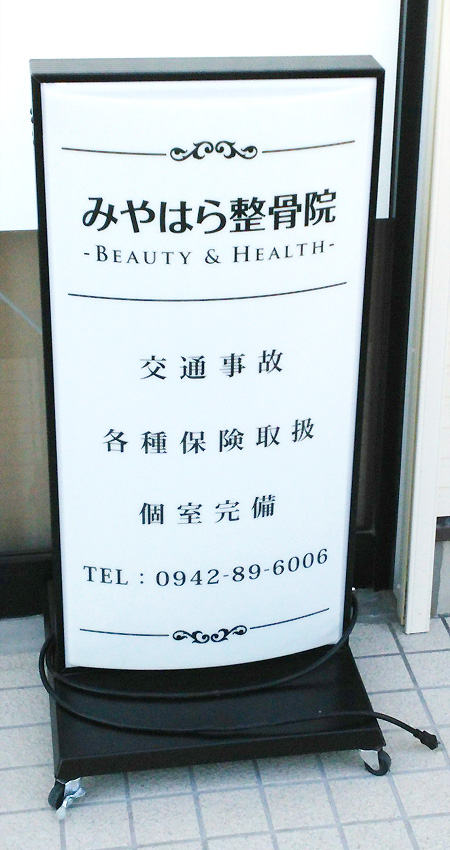 みやはら整骨院
-BEAUTY & HEALTH-
交通事故
各種保険取扱
個室完備
TEL：0942-89-6006